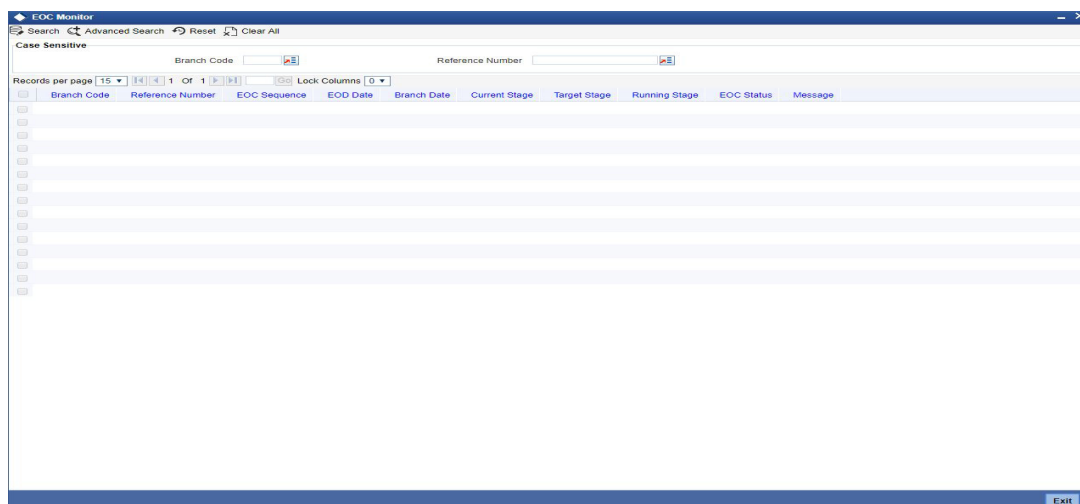 EOC Monitor
Search Advanced Search Reset Clear All
Case Sensitive
Branch Code Reference Number
Records per page 15 1 Of 1 Go Lock Columns 0
Branch Code Reference Number EOC Sequence EOD Date Branch Date Current Stage Target Stage Running Stage EOC Status Message
Exit